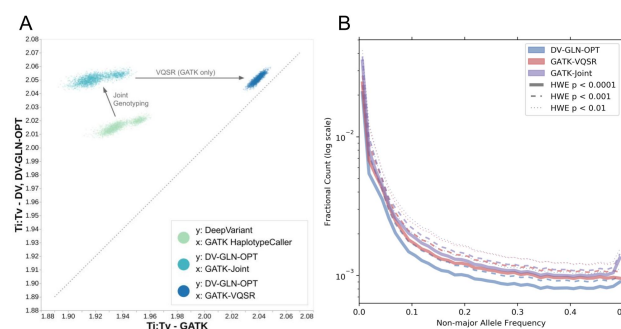 A
2.08
2.07
2.06
2.05
2.04
2.03
2.02
2.01
2.00
1.99
1.98
1.97
1.96
1.95
1.94
1.93
1.92
1.91
1.90
1.89
1.88
Ti:Tv - DV, DV-GLN-OPT
VQSR (GATK only)
Joint
Genotyping
y: DeepVariant
x: GATK HaplotypeCaller
y: DV-GLN-OPT
x: GATK-Joint
y: DV-GLN-OPT
x: GATK-VQSR
1.88 1.90 1.92 1.94 1.96 1.98 2.00 2.02 2.04 2.06 2.08
Ti:Tv - GATK
B
DV-GLN-OPT
GATK-VQSR
GATK-Joint
HWE p < 0.0001
HWE p < 0.001
HWE p < 0.01
Fractional Count (log scale)
10⁻²
10⁻³
0.0 0.1 0.2 0.3 0.4
Non-major Allele Frequency